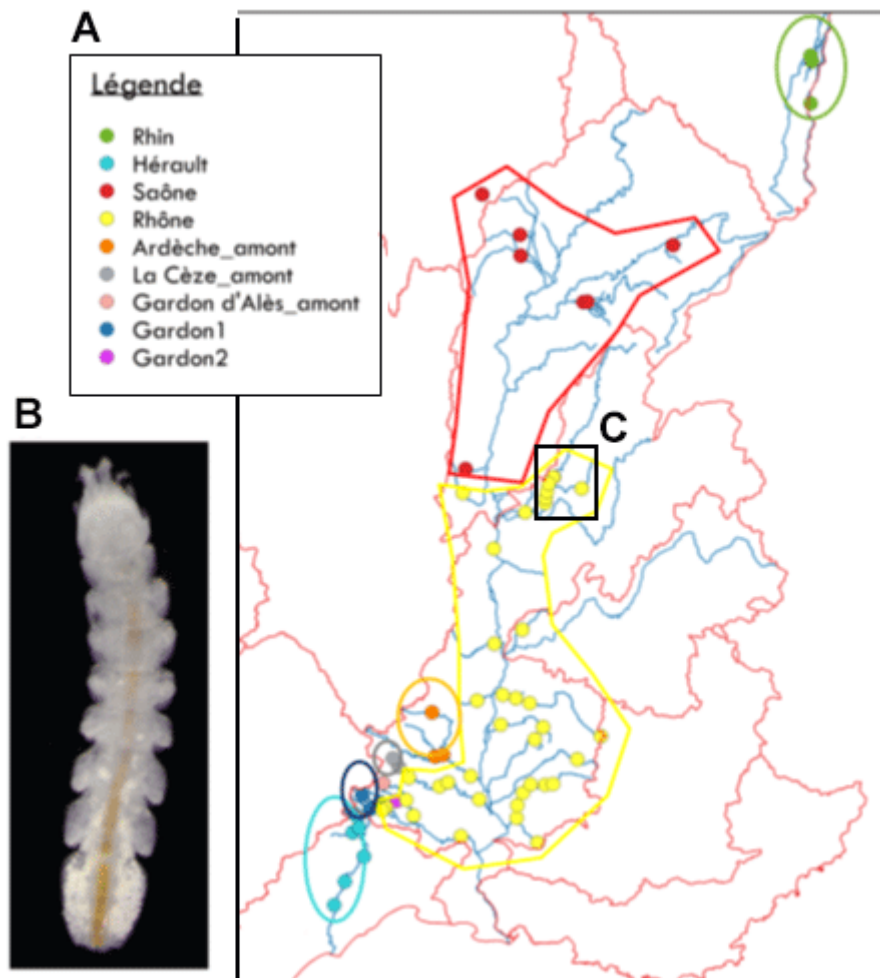 A
Légende
Rhin
Hérault
Saône
Rhône
Ardèche_amont
La Cèze_amont
Gardon d'Alès_amont
Gardon1
Gardon2
B
C